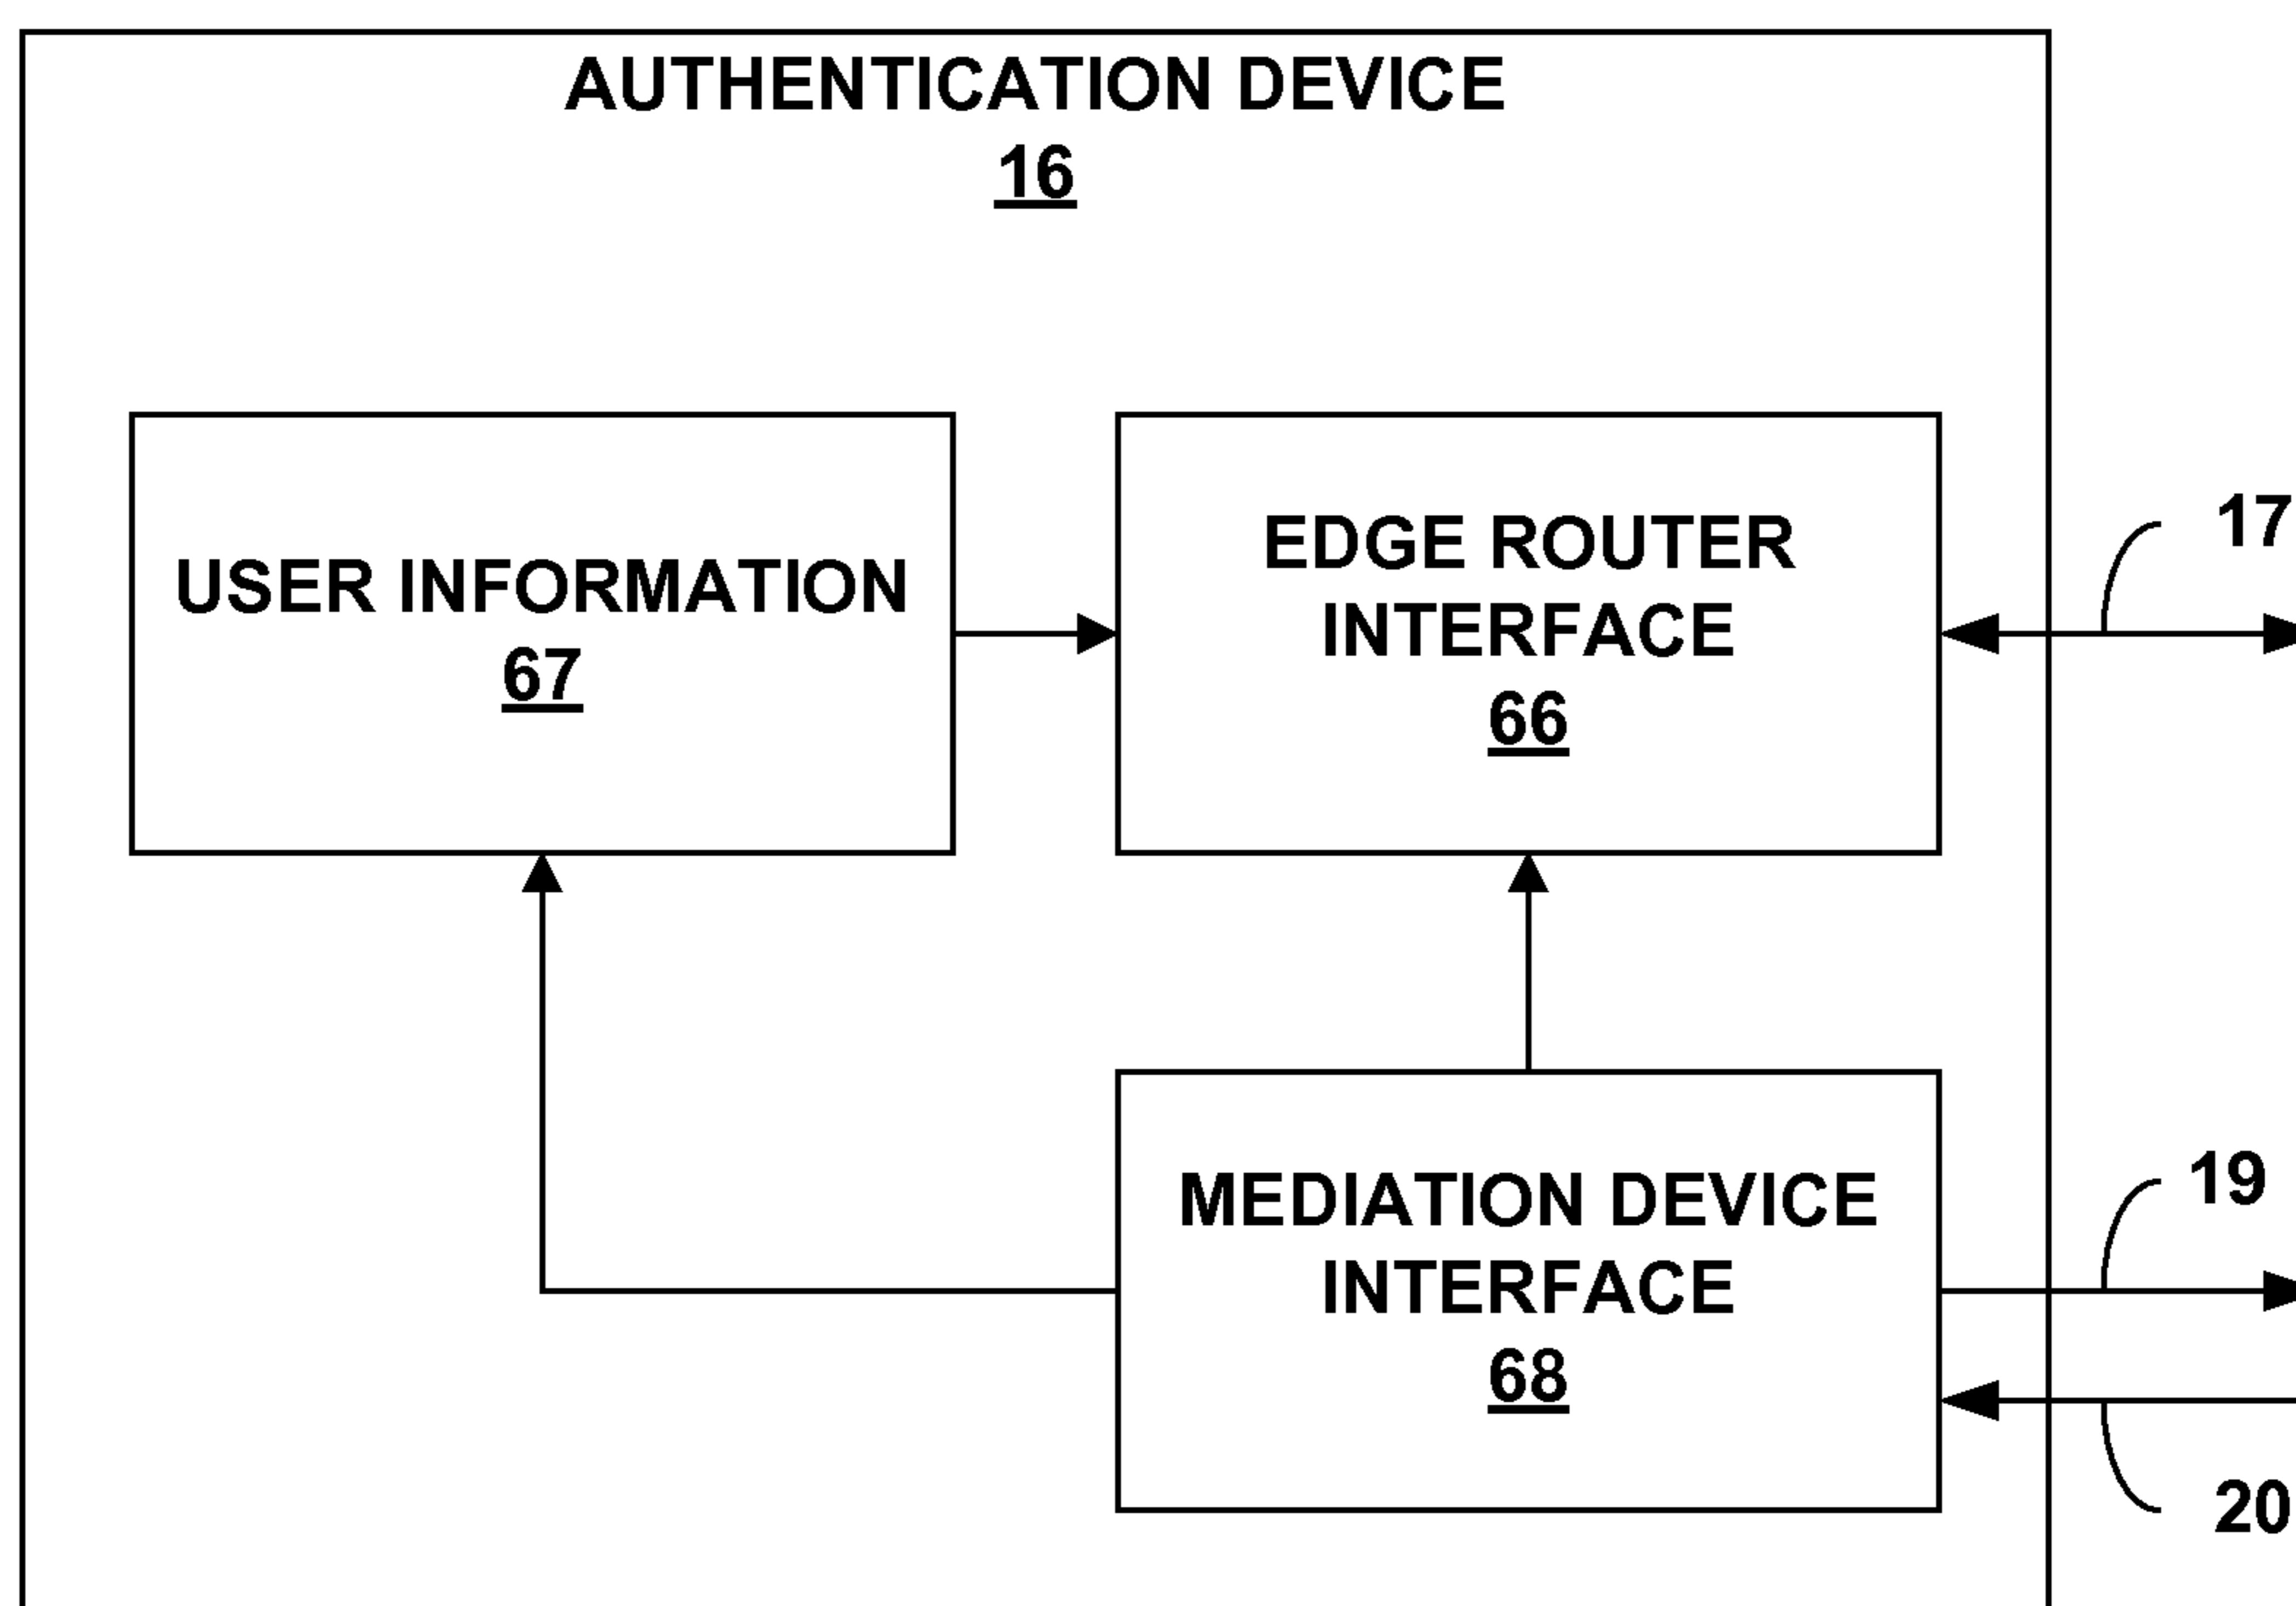 AUTHENTICATION DEVICE
16
USER INFORMATION
67
EDGE ROUTER
INTERFACE
66
17
MEDIATION DEVICE
INTERFACE
68
19
20